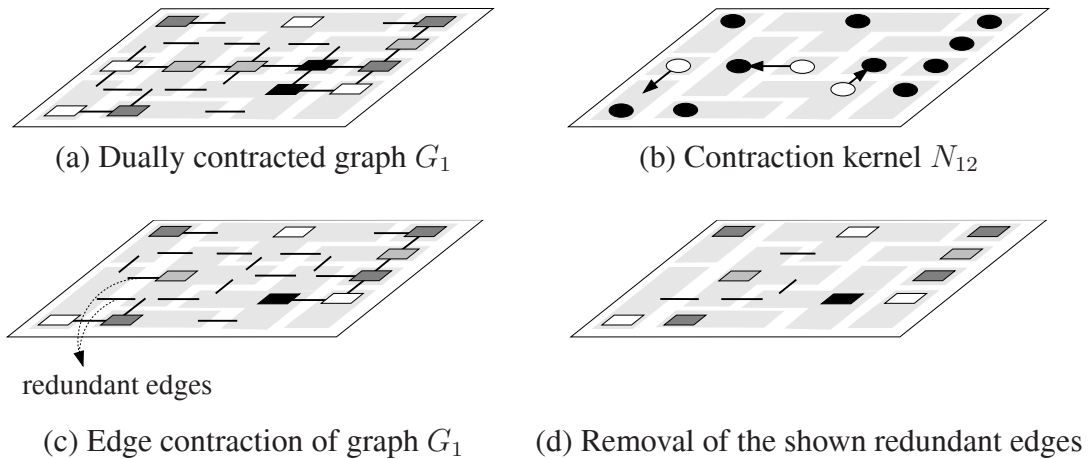 (a) Dually contracted graph G₁
(b) Contraction kernel N₁₂
redundant edges
(c) Edge contraction of graph G₁
(d) Removal of the shown redundant edges